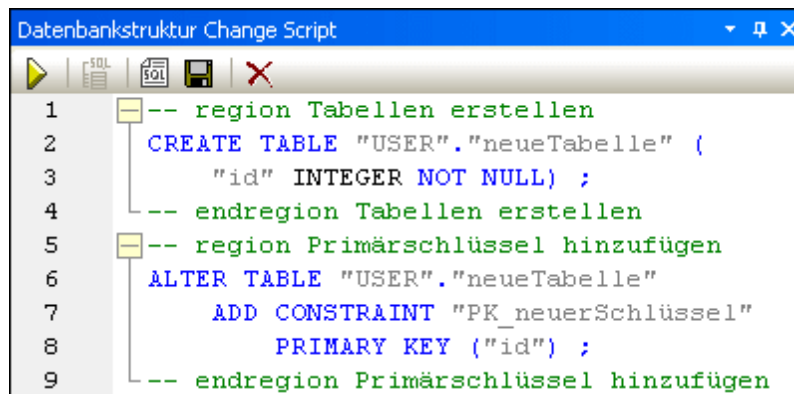 Datenbankstruktur Change Script
SQL SQL
1 -- region Tabellen erstellen
2 CREATE TABLE "USER"."neueTabelle" (
3 "id" INTEGER NOT NULL) ;
4 -- endregion Tabellen erstellen
5 -- region Primärschlüssel hinzufügen
6 ALTER TABLE "USER"."neueTabelle"
7 ADD CONSTRAINT "PK_neuerSchlüssel"
8 PRIMARY KEY ("id") ;
9 -- endregion Primärschlüssel hinzufügen